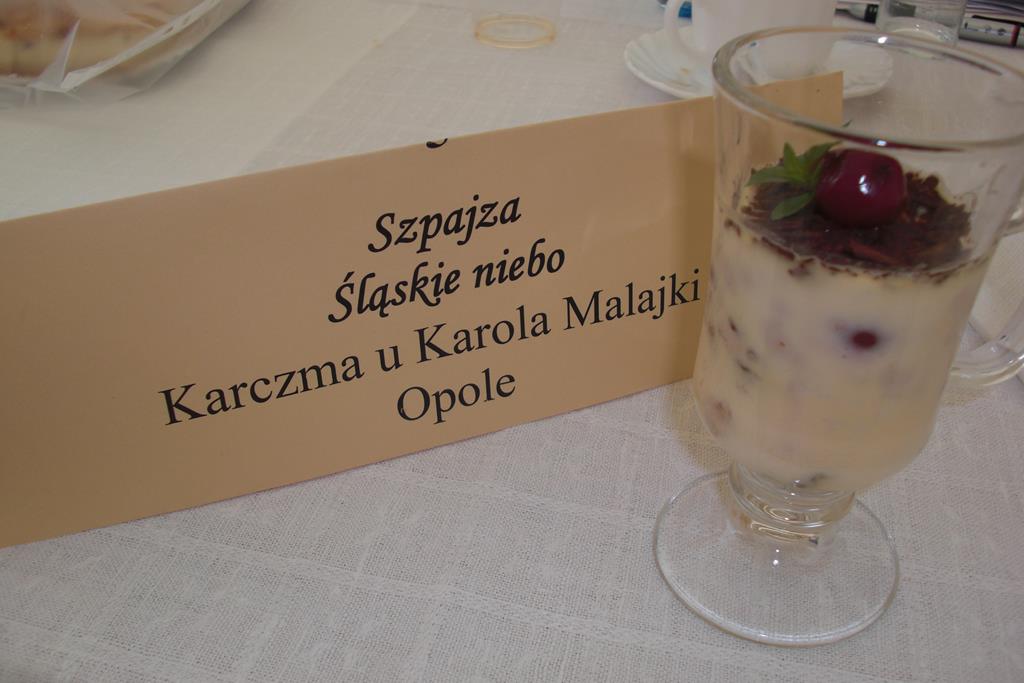 Szpajza
Śląskie niebo
Karczma u Karola Malajki
Opole